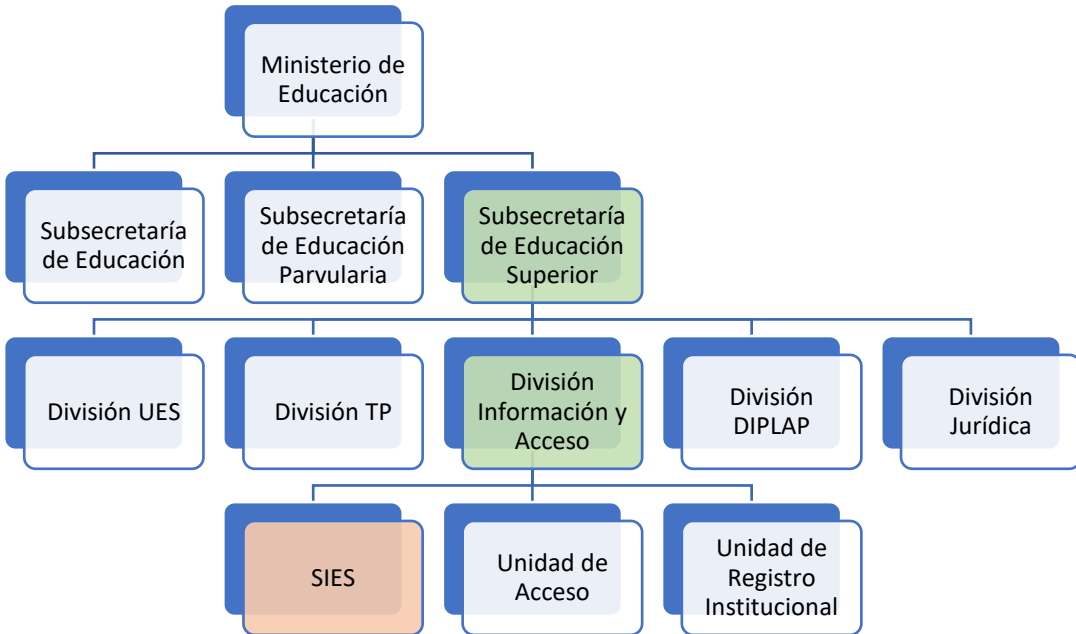 Ministerio de
Educación
Subsecretaría
de Educación
Subsecretaría
de Educación
Parvularia
Subsecretaría
de Educación
Superior
División UES
División TP
División
Información y
Acceso
División
DIPLAP
División
Jurídica
SIES
Unidad de
Acceso
Unidad de
Registro
Institucional